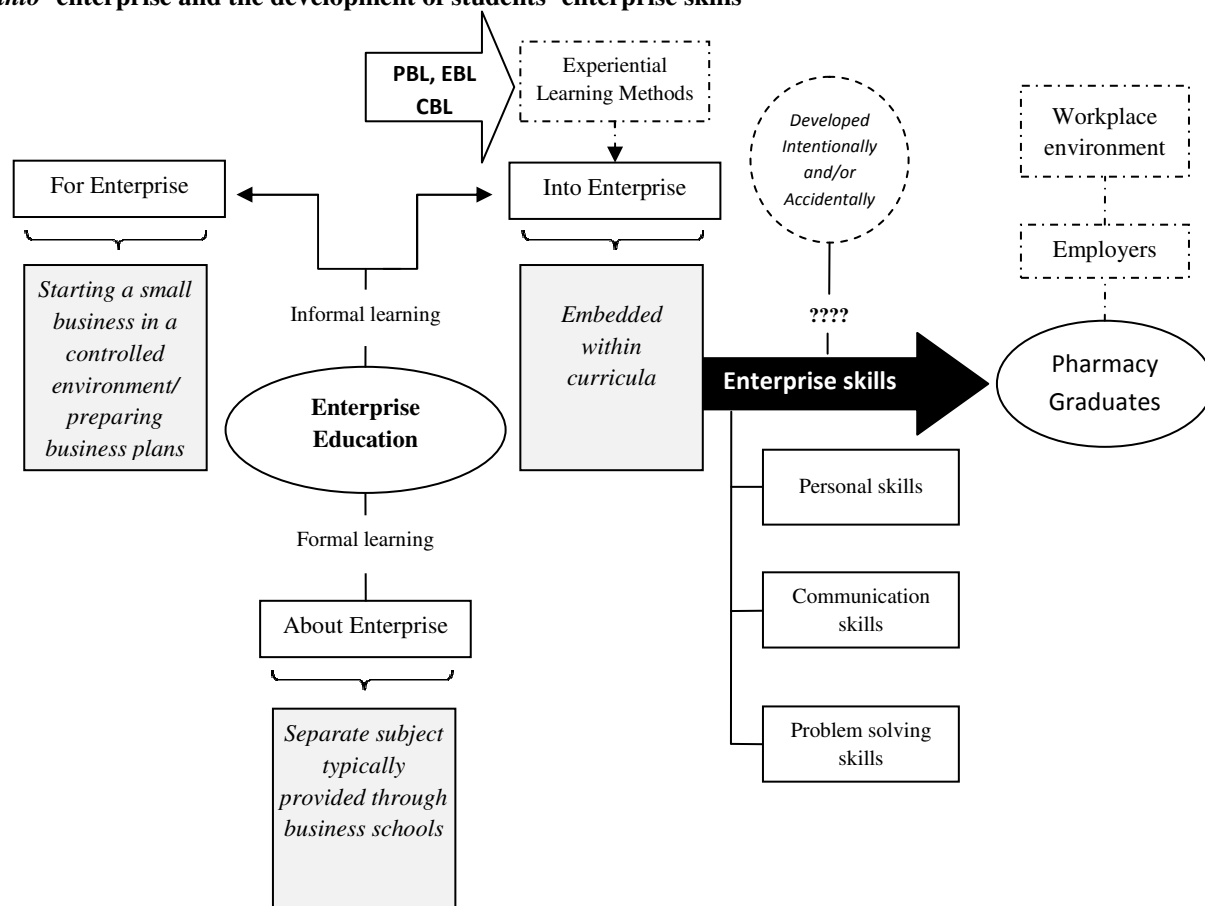 into" enterprise and the development of students' enterprise skills
PBL, EBL
CBL
Experiential
Learning Methods
Developed
Intentionally
and/or
Accidentally
Workplace
environment
For Enterprise
Into Enterprise
Employers
Starting a small
business in a
controlled
environment/
preparing
business plans
Informal learning
Embedded
within
curricula
????
Enterprise skills
Pharmacy
Graduates
Enterprise
Education
Personal skills
Formal learning
Communication
skills
About Enterprise
Problem solving
skills
Separate subject
typically
provided through
business schools